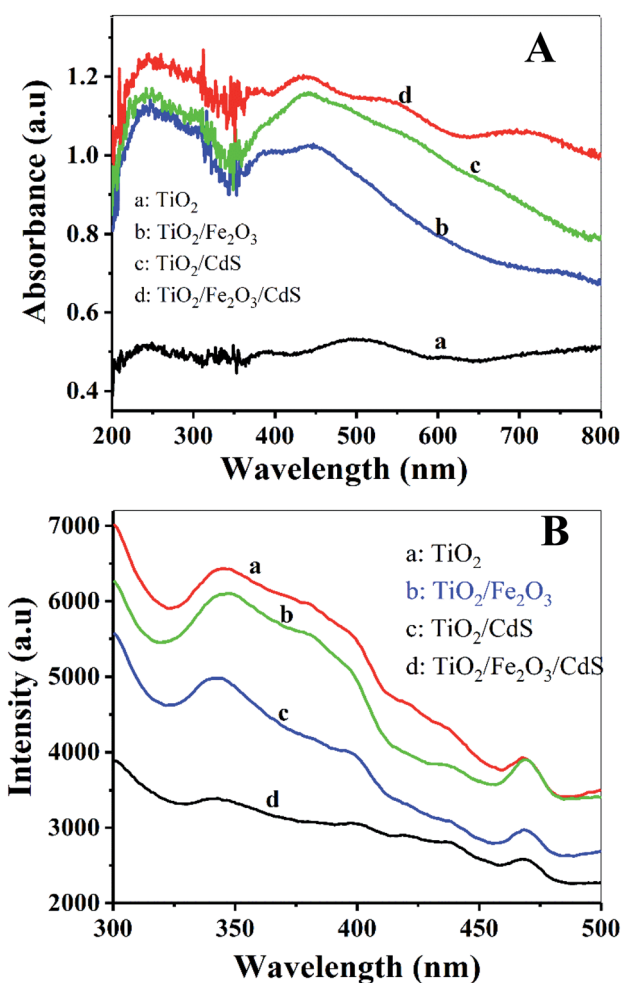 A
Absorbance (a.u)
1.2
1.0
0.8
0.6
0.4
d
c
b
a
a: TiO₂
b: TiO₂/Fe₂O₃
c: TiO₂/CdS
d: TiO₂/Fe₂O₃/CdS
200 300 400 500 600 700 800
Wavelength (nm)
B
Intensity (a.u)
7000
6000
5000
4000
3000
2000
a
b
c
d
a: TiO₂
b: TiO₂/Fe₂O₃
c: TiO₂/CdS
d: TiO₂/Fe₂O₃/CdS
300 350 400 450 500
Wavelength (nm)